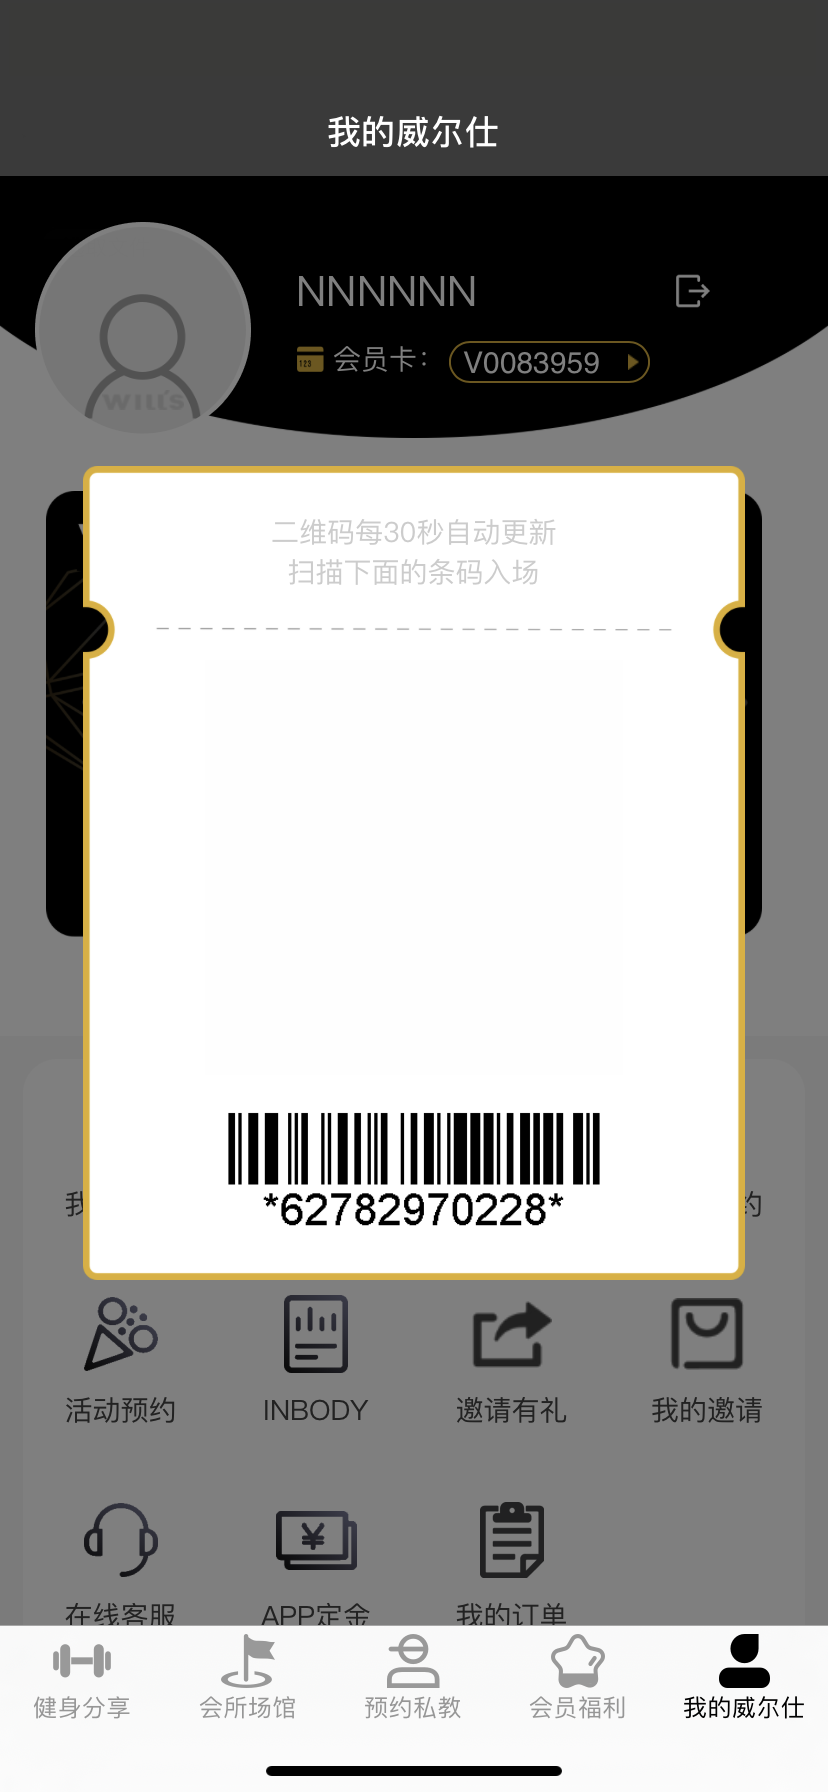 我的威尔仕
NNNNNN
会员卡：
V0083959
WILL'S
二维码每30秒自动更新
扫描下面的条码入场
*62782970228*
我
约
活动预约
INBODY
邀请有礼
我的邀请
在线客服
APP定金
我的订单
健身分享
会所场馆
预约私教
会员福利
我的威尔仕